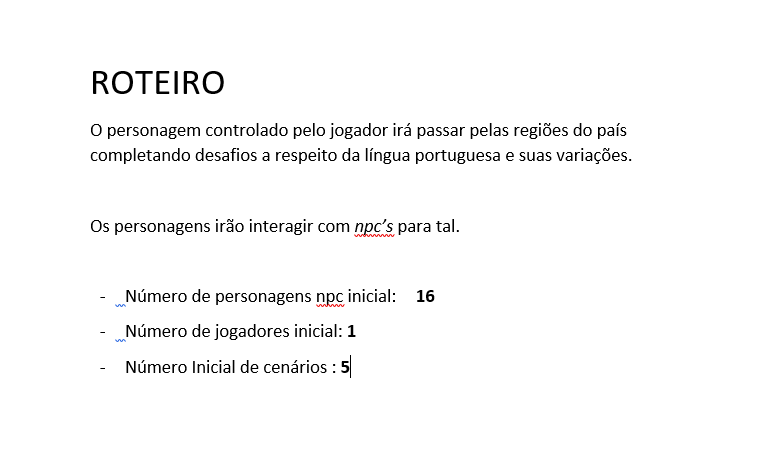 ROTEIRO
O personagem controlado pelo jogador irá passar pelas regiões do país
completando desafios a respeito da língua portuguesa e suas variações.
Os personagens irão interagir com npc’s para tal.
- Número de personagens npc inicial: 16
- Número de jogadores inicial: 1
- Número Inicial de cenários : 5